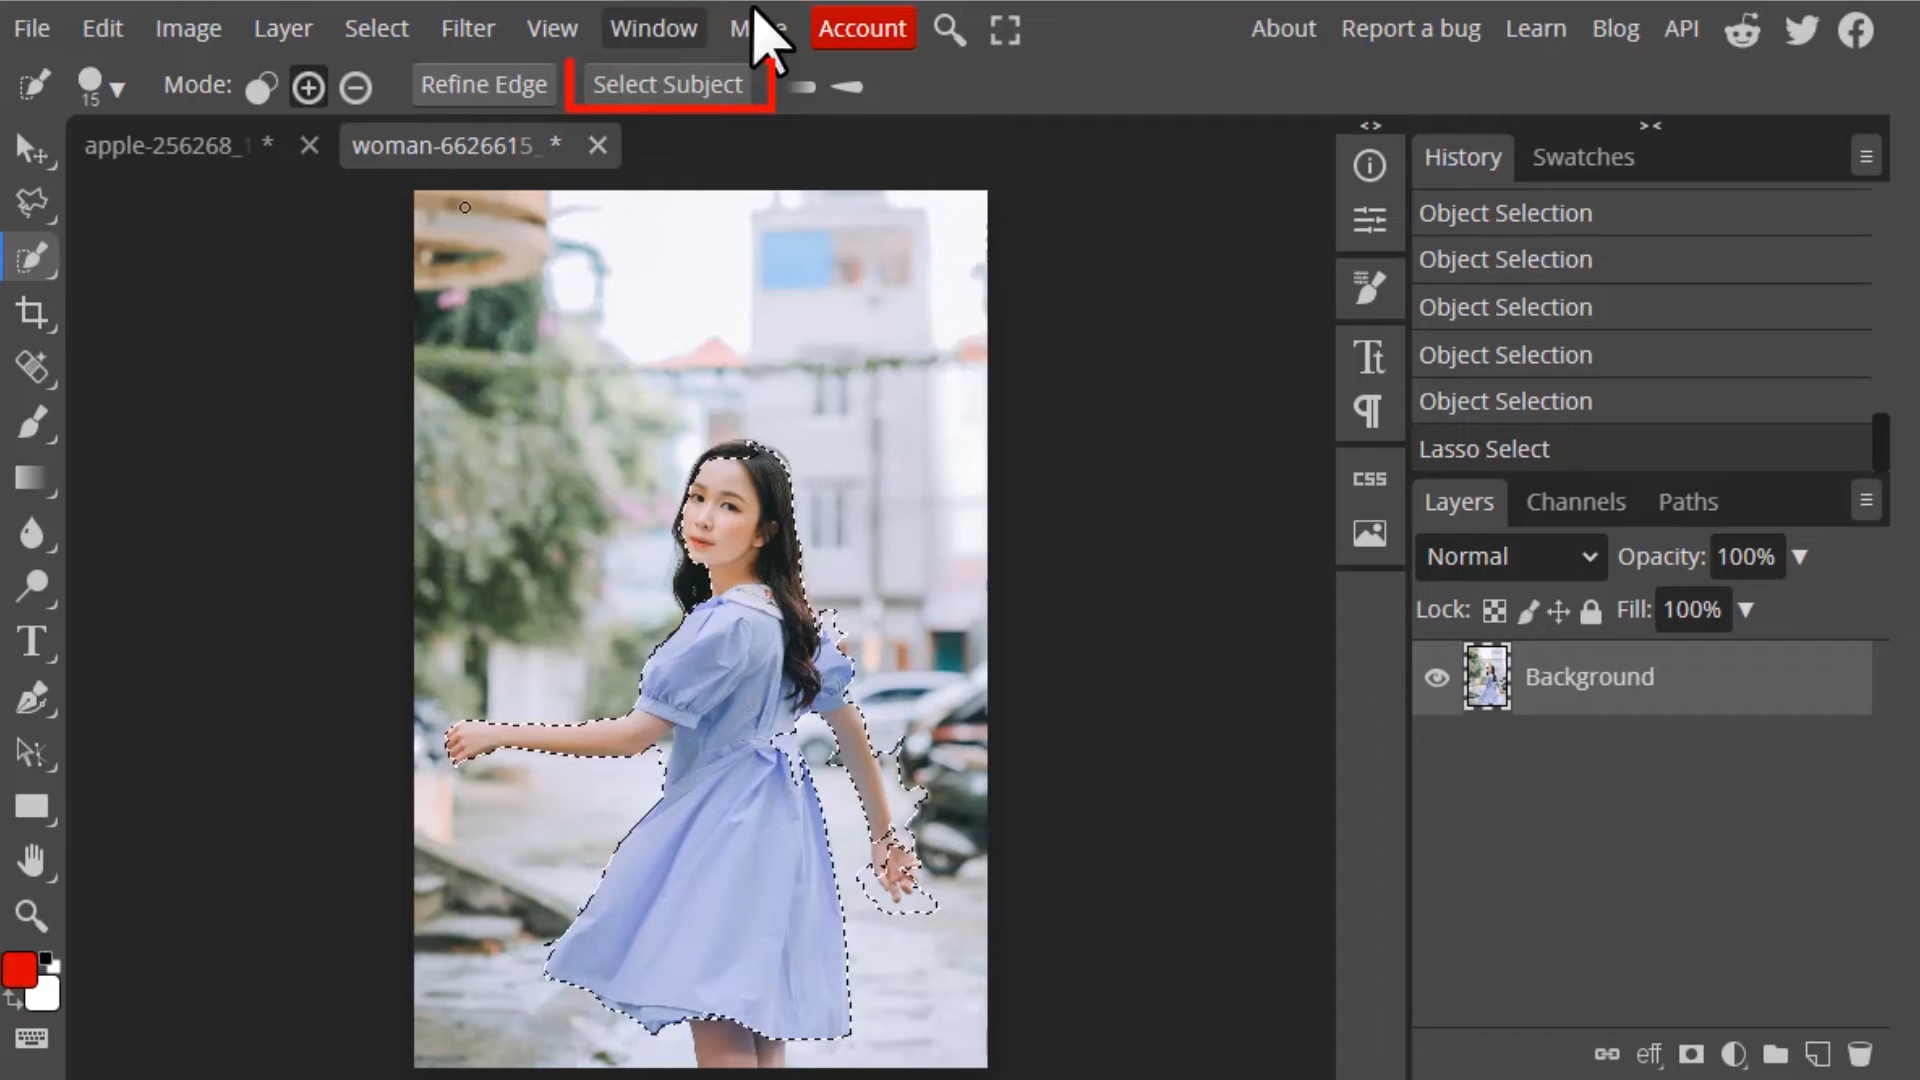 File Edit Image Layer Select Filter View Window Account About Report a bug Learn Blog API
15 Mode: Refine Edge Select Subject
apple-256268_ * woman-6626615_ *
History Swatches
Object Selection
Object Selection
Object Selection
Object Selection
Object Selection
Lasso Select
CSS
Layers Channels Paths
Normal Opacity: 100%
Lock: Fill: 100%
Background
eff